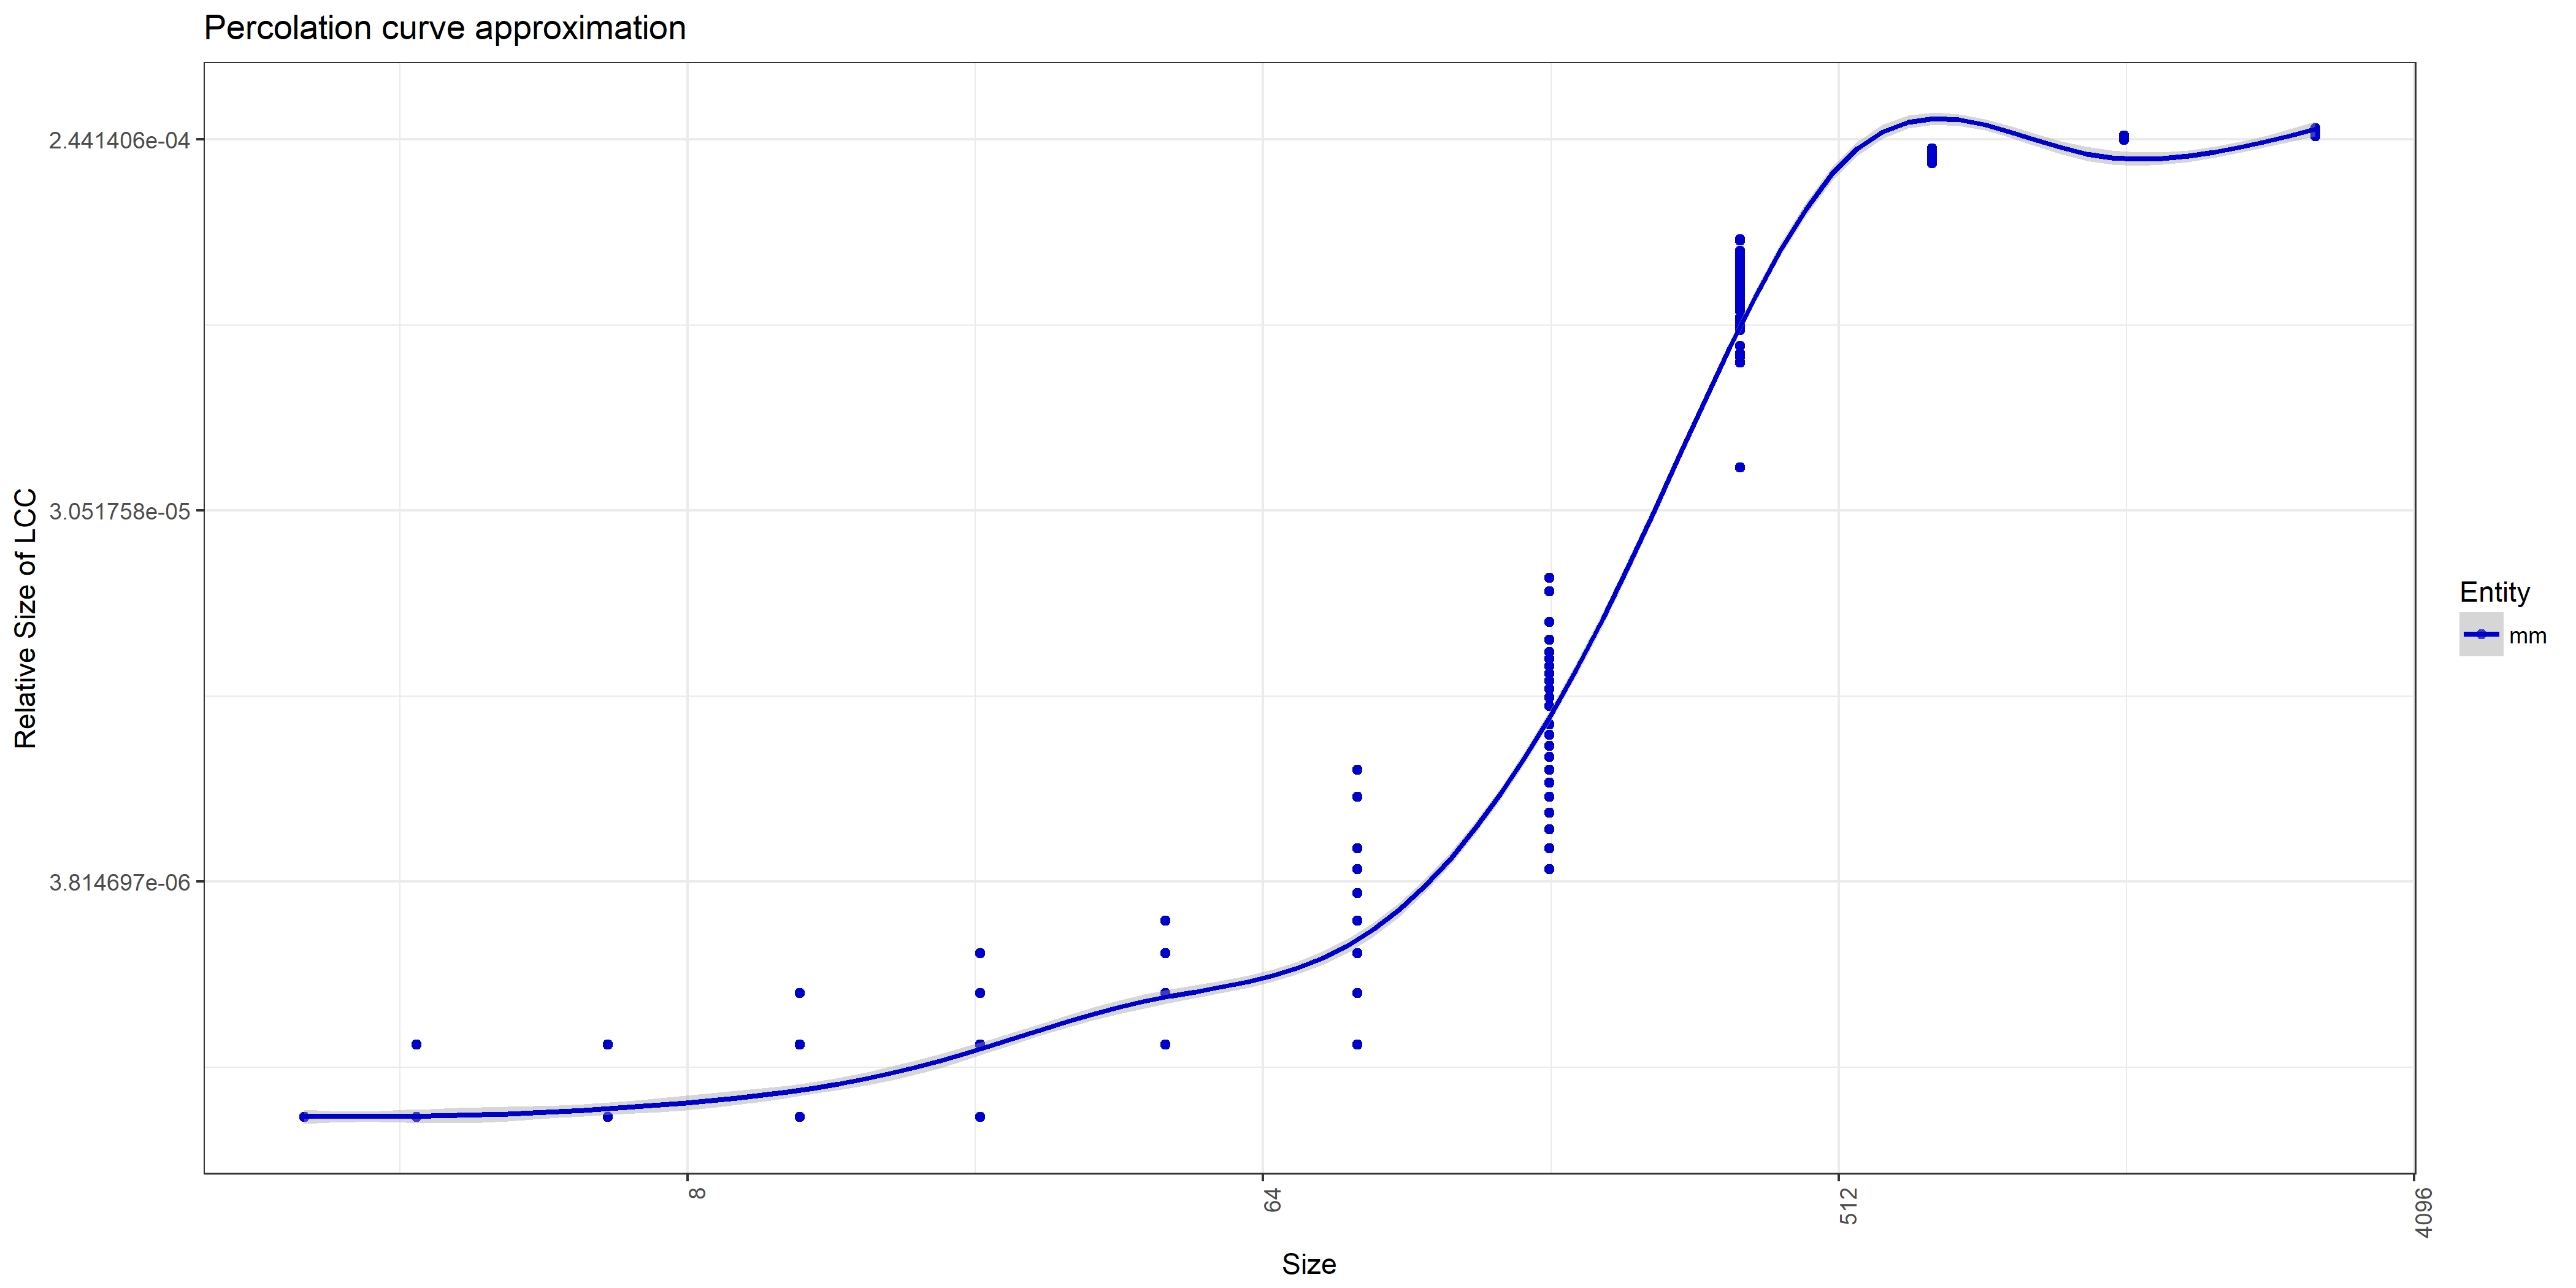 Percolation curve approximation
2.441406e-04
3.051758e-05
3.814697e-06
Relative Size of LCC
8
64
512
4096
Size
Entity
mm